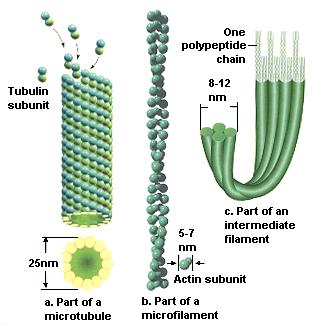 Tubulin
subunit
25nm
a. Part of a
microtubule
5-7
nm
Actin subunit
b. Part of a
microfilament
One
polypeptide
chain
8-12
nm
c. Part of an
intermediate
filament